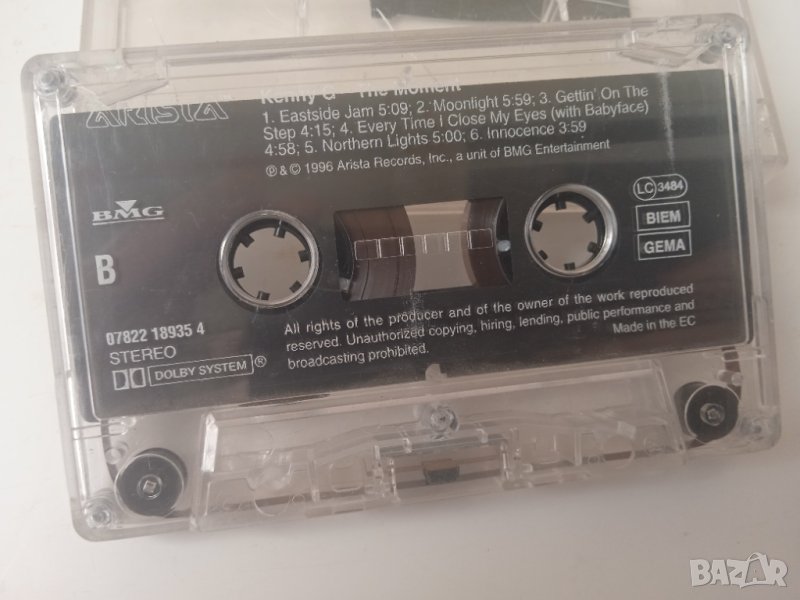 ARISTA
Kenny G - The Moment
1. Eastside Jam 5:09; 2. Moonlight 5:59; 3. Gettin' On The
Step 4:15; 4. Every Time I Close My Eyes (with Babyface)
4:58; 5. Northern Lights 5:00; 6. Innocence 3:59
℗ & © 1996 Arista Records, Inc., a unit of BMG Entertainment
BMG
LC 3484
BIEM
GEMA
B
07822 18935 4
STEREO
DOLBY SYSTEM®
All rights of the producer and of the owner of the work reproduced
reserved. Unauthorized copying, hiring, lending, public performance and
broadcasting prohibited.
Made in the EC
BAZAR